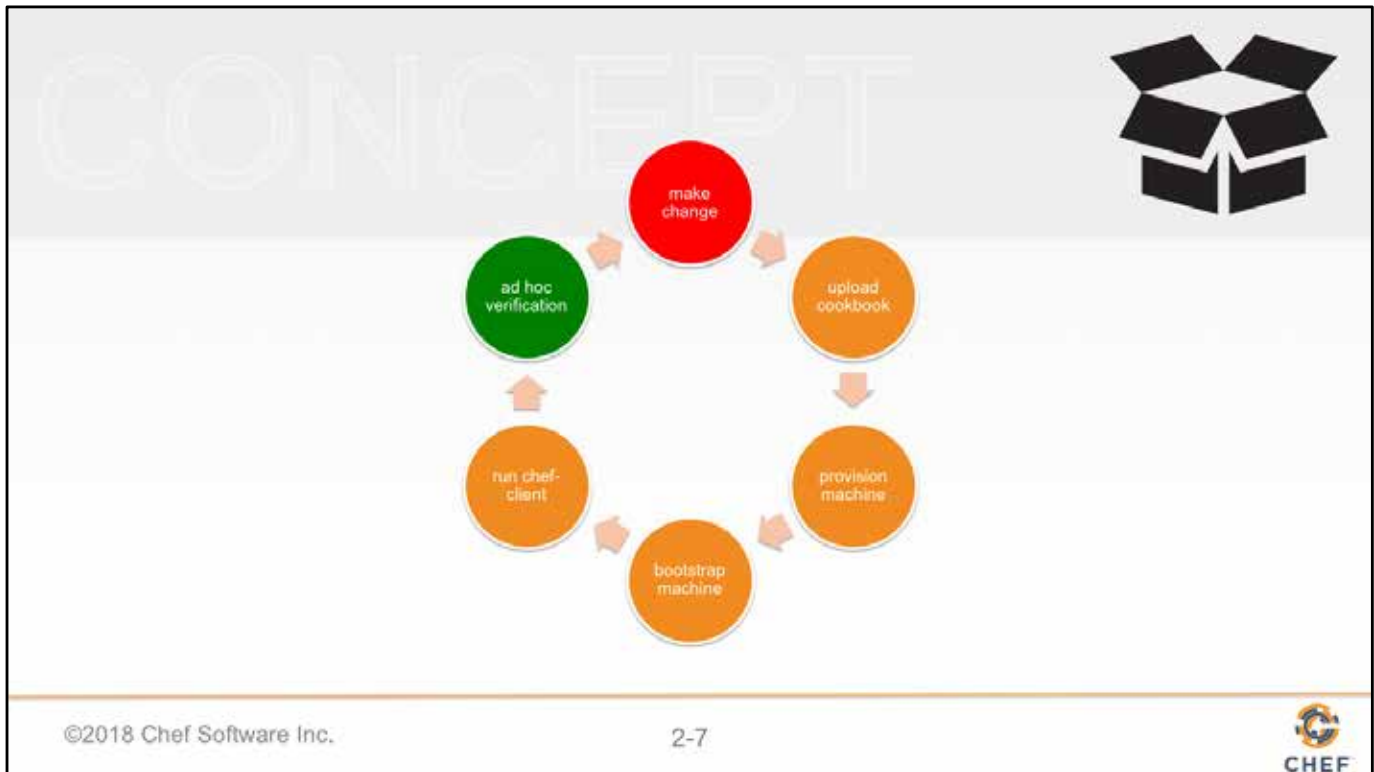 CONCEPT
make
change
ad hoc
verification
upload
cookbook
run chef-
client
provision
machine
bootstrap
machine
©2018 Chef Software Inc.
2-7
CHEF